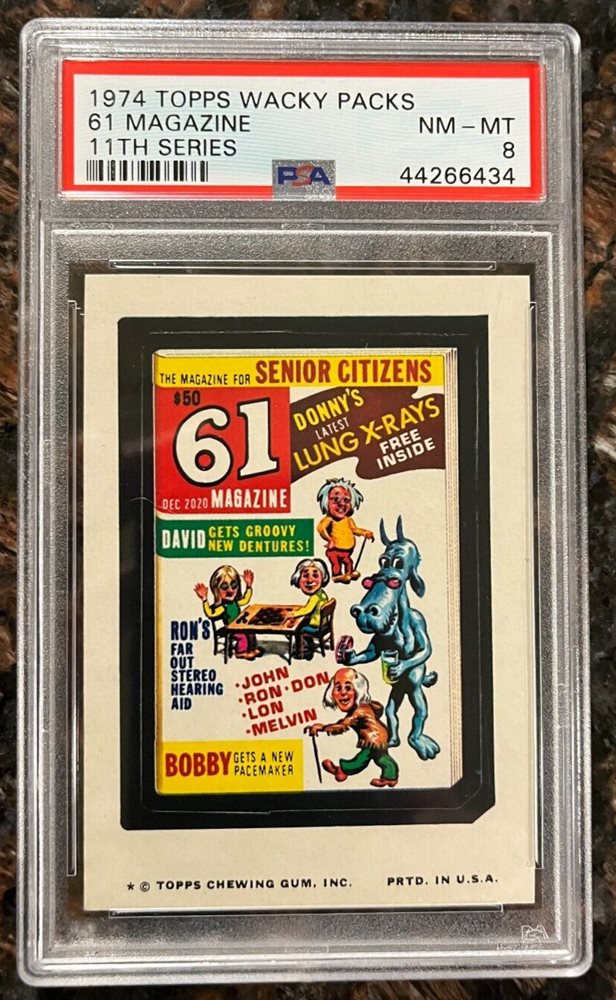 1974 TOPPS WACKY PACKS
61 MAGAZINE NM-MT
11TH SERIES 8
PSA 44266434
THE MAGAZINE FOR SENIOR CITIZENS
$50
61
DEC 2020 MAGAZINE
DONNY'S
LATEST
LUNG X-RAYS
FREE
INSIDE
DAVID GETS GROOVY
NEW DENTURES!
RON'S
FAR
OUT
STEREO
HEARING
AID
•JOHN
•RON•DON
•LON
•MELVIN
BOBBY GETS A NEW
PACEMAKER
* © TOPPS CHEWING GUM, INC. PRTD. IN U.S.A.